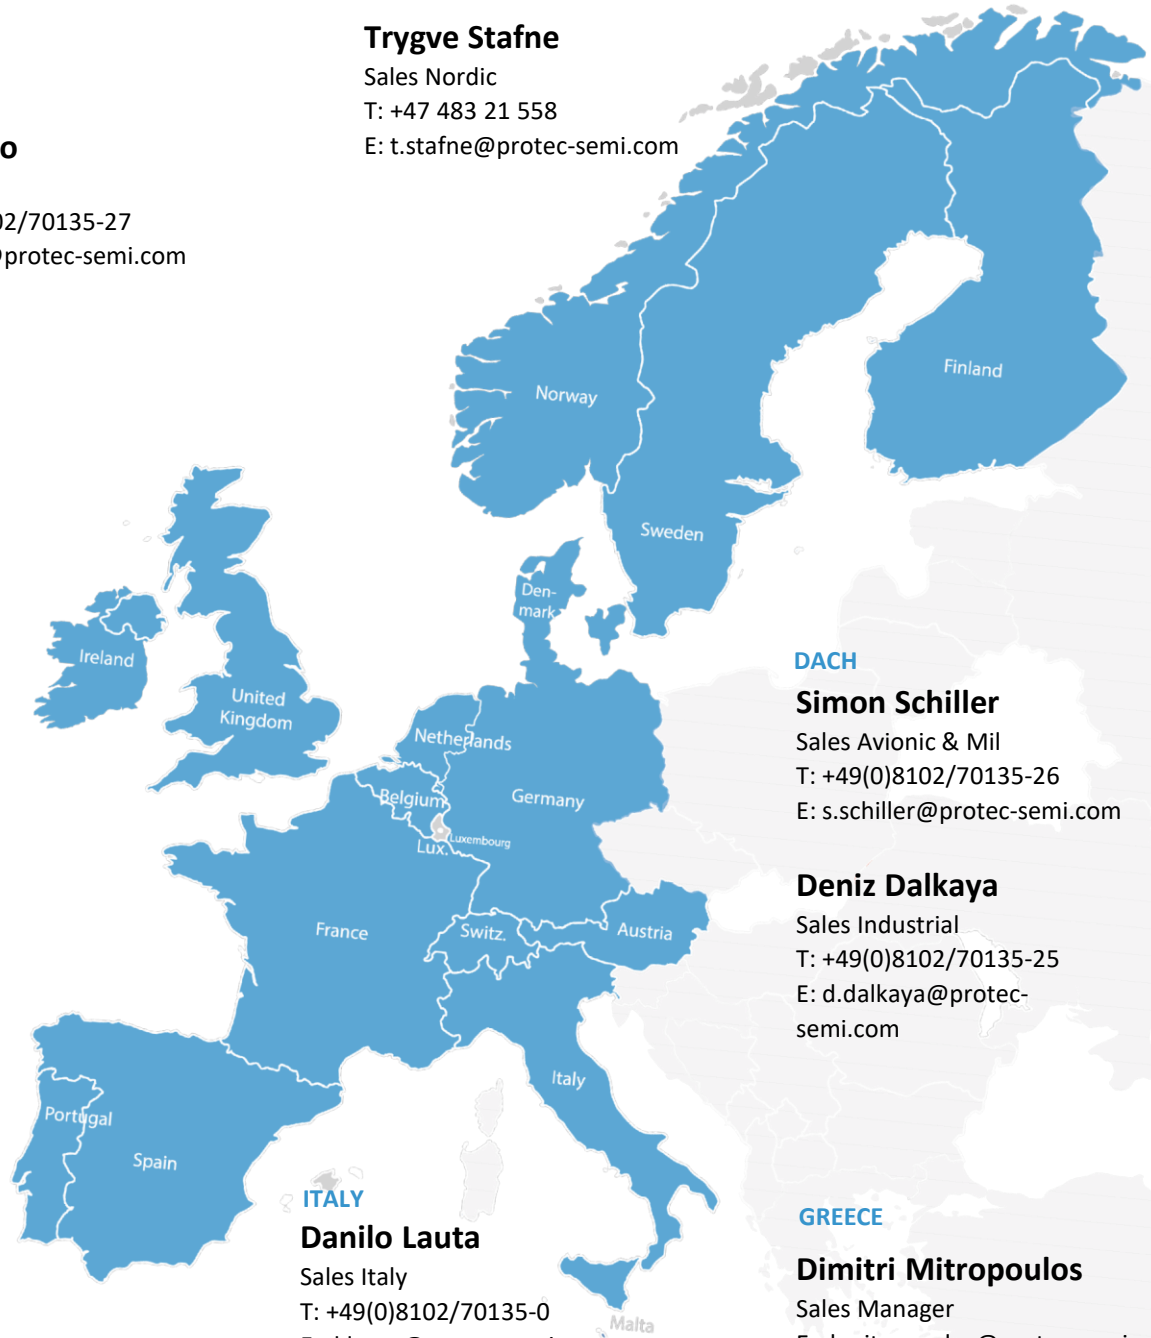 Trygve Stafne
Sales Nordic
T: +47 483 21 558
E: t.stafne@protec-semi.com
o
02/70135-27
@protec-semi.com
Norway
Finland
Sweden
Den-
mark
Ireland
United
Kingdom
Netherlands
Belgium
Germany
Luxembourg
Lux.
France
Switz.
Austria
Italy
Portugal
Spain
Malta
DACH
Simon Schiller
Sales Avionic & Mil
T: +49(0)8102/70135-26
E: s.schiller@protec-semi.com
Deniz Dalkaya
Sales Industrial
T: +49(0)8102/70135-25
E: d.dalkaya@protec-
semi.com
ITALY
Danilo Lauta
Sales Italy
T: +49(0)8102/70135-0
GREECE
Dimitri Mitropoulos
Sales Manager